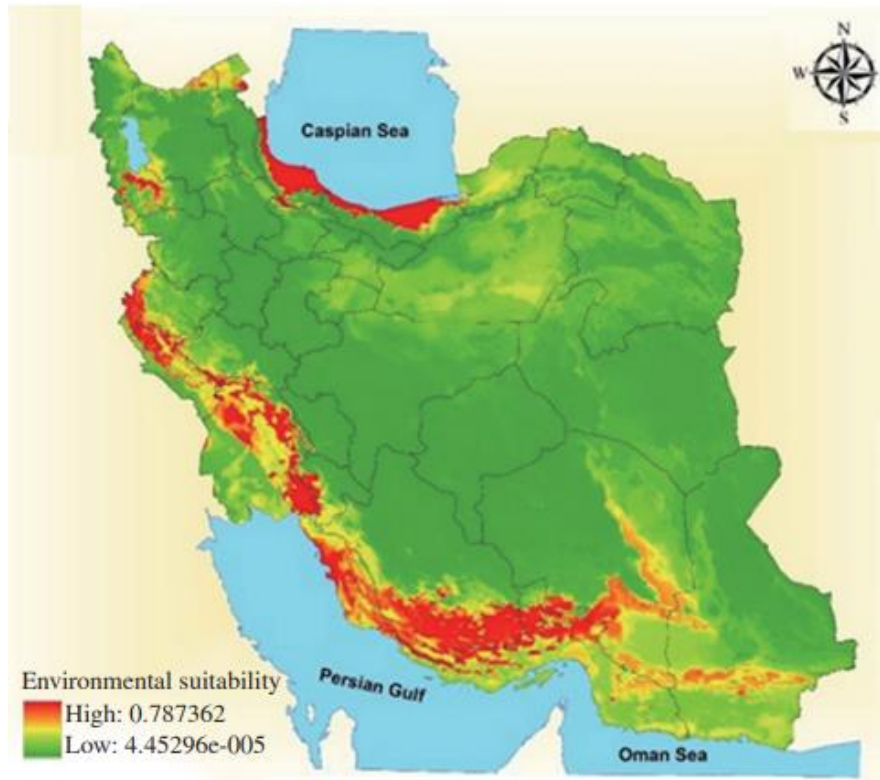 N
W
S
Caspian Sea
Environmental suitability
High: 0.787362
Low: 4.45296e-005
Persian Gulf
Oman Sea